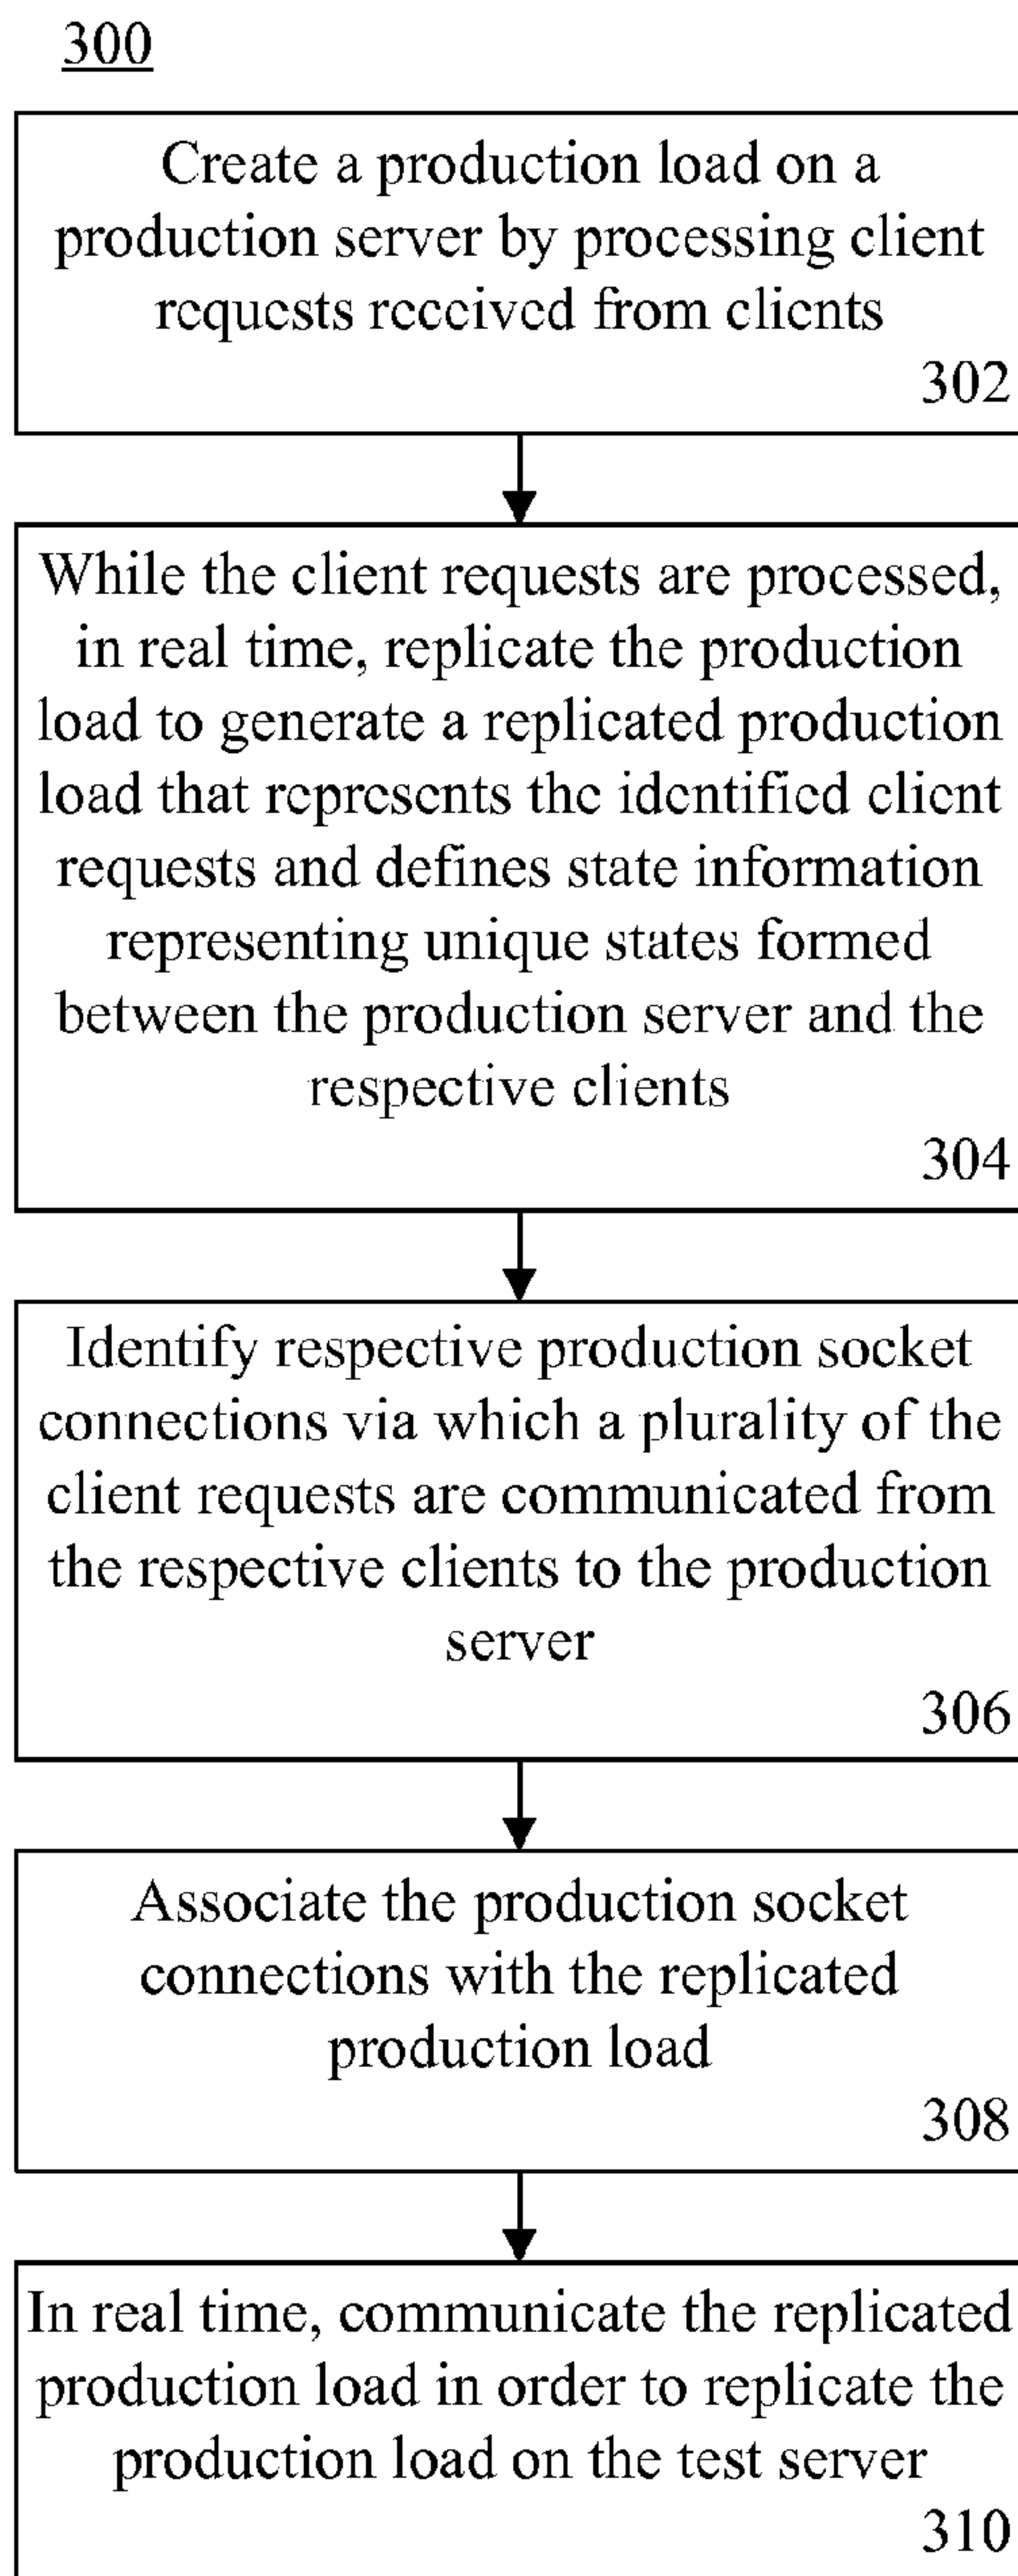 300
Create a production load on a
production server by processing client
requests received from clients
302
While the client requests are processed,
in real time, replicate the production
load to generate a replicated production
load that represents the identified client
requests and defines state information
representing unique states formed
between the production server and the
respective clients
304
Identify respective production socket
connections via which a plurality of the
client requests are communicated from
the respective clients to the production
server
306
Associate the production socket
connections with the replicated
production load
308
In real time, communicate the replicated
production load in order to replicate the
production load on the test server
310